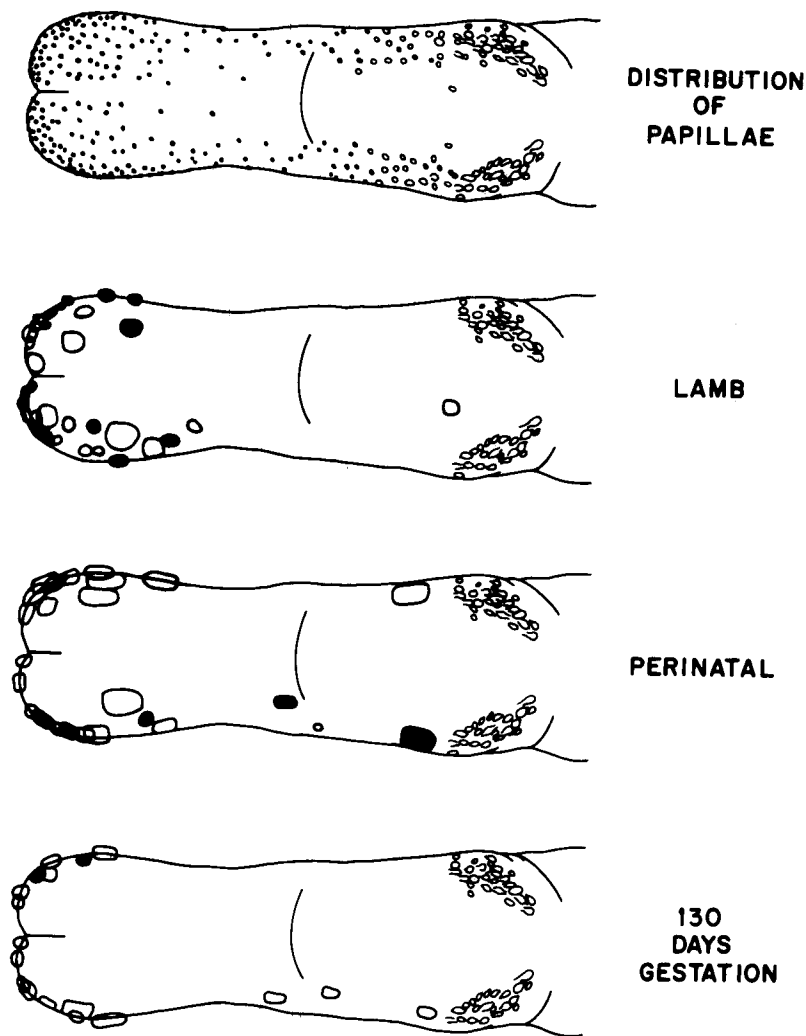 DISTRIBUTION
OF
PAPILLAE
LAMB
PERINATAL
130
DAYS
GESTATION